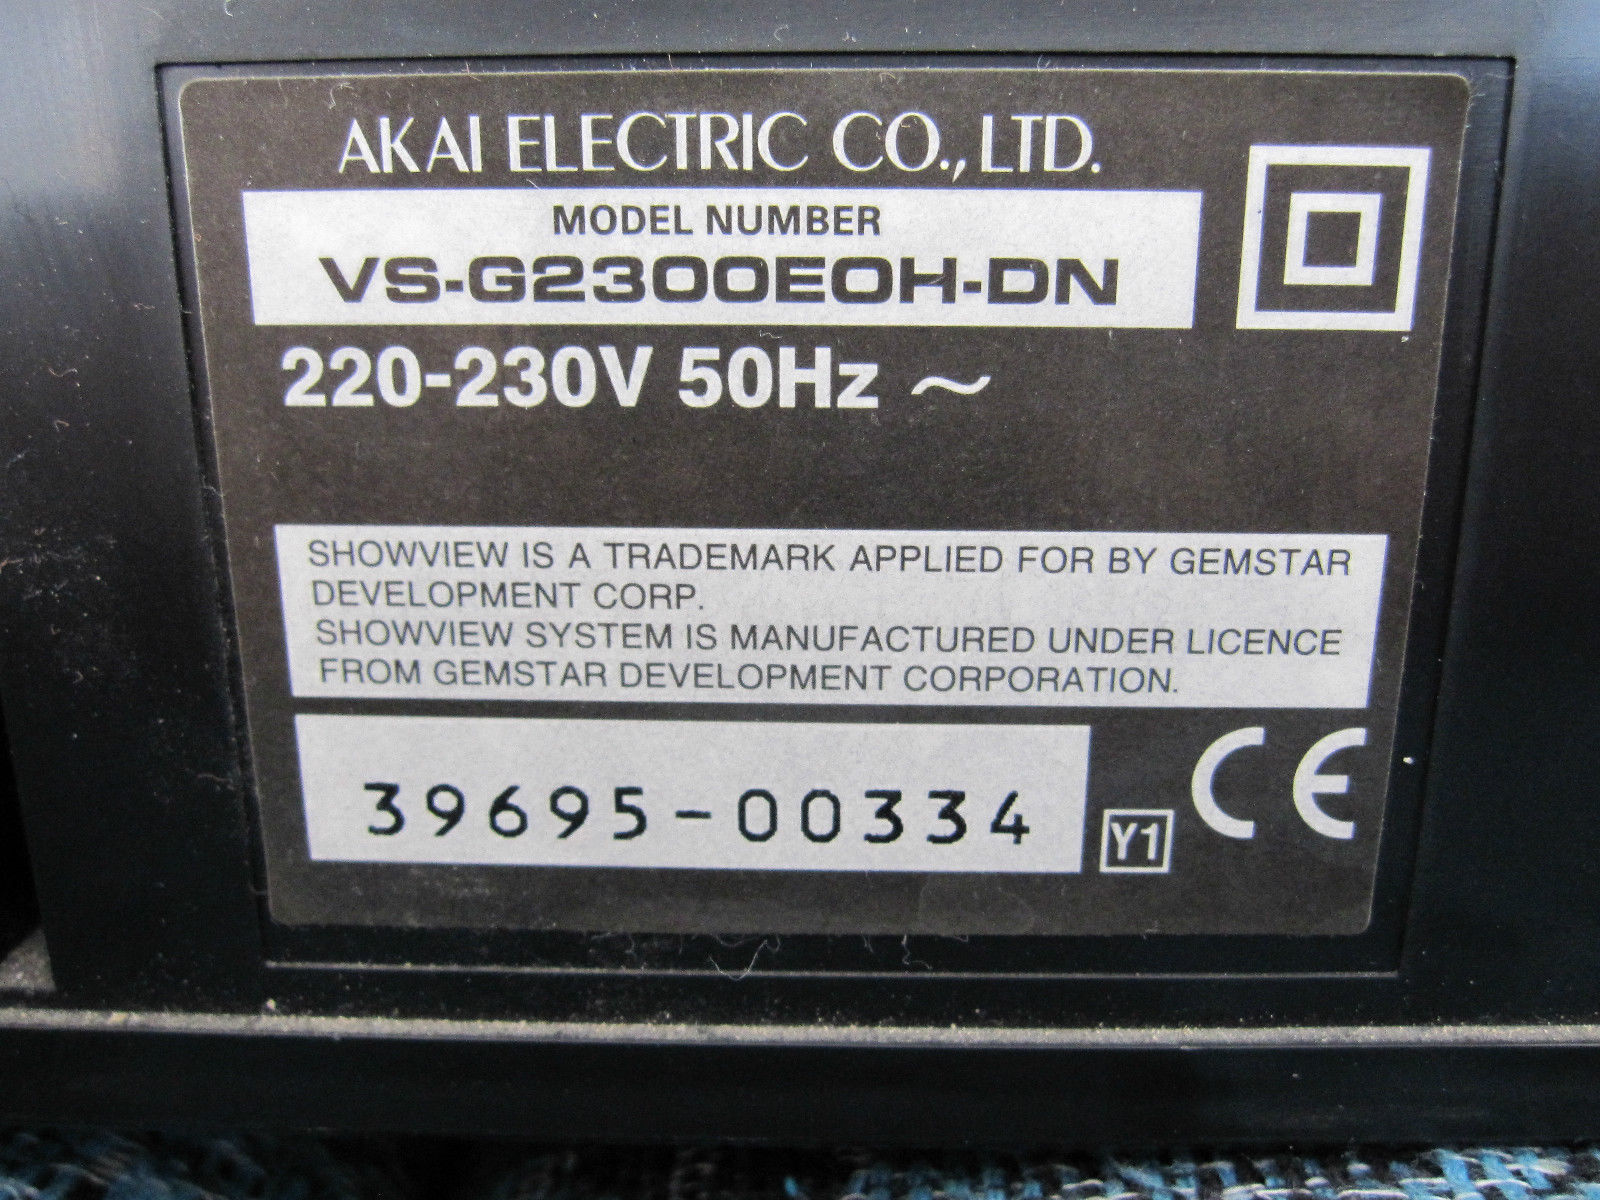 AKAI ELECTRIC CO., LTD.
MODEL NUMBER
VS-G2300EOH-DN
220-230V 50Hz ~
SHOWVIEW IS A TRADEMARK APPLIED FOR BY GEMSTAR
DEVELOPMENT CORP.
SHOWVIEW SYSTEM IS MANUFACTURED UNDER LICENCE
FROM GEMSTAR DEVELOPMENT CORPORATION.
39695-00334
Y1
CE